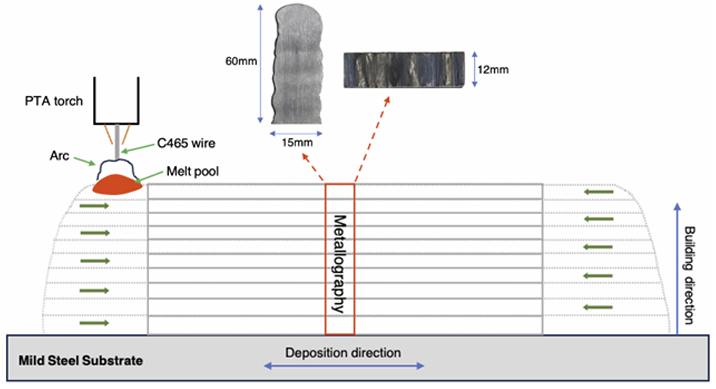 60mm
12mm
15mm
PTA torch
C465 wire
Arc
Melt pool
Metallography
Building direction
Mild Steel Substrate
Deposition direction